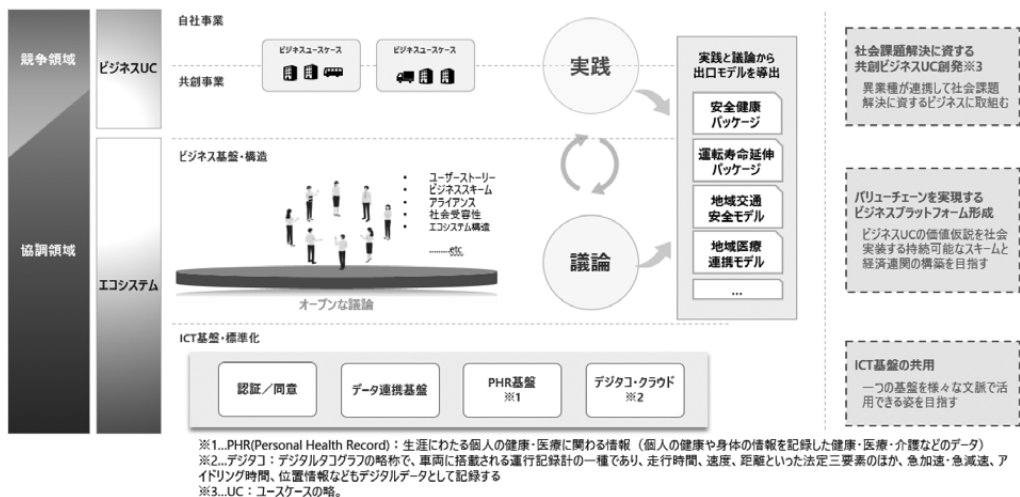 競争領域
協調領域
ビジネスUC
エコシステム
自社事業
共創事業
ビジネスユースケース
ビジネスユースケース
ビジネス基盤・構造
・ ユーザーストーリー
・ ビジネススキーム
・ アライアンス
・ 社会受容性
・ エコシステム構造
………etc
オープンな議論
実践
議論
実践と議論から
出口モデルを導出
安全健康
パッケージ
運転寿命延伸
パッケージ
地域交通
安全モデル
地域医療
連携モデル
…
ICT基盤・標準化
認証／同意
データ連携基盤
PHR基盤
※1
デジタコ・クラウド
※2
社会課題解決に資する
共創ビジネスUC創発※3
異業種が連携して社会課題
解決に資するビジネスに取組む
バリューチェーンを実現する
ビジネスプラットフォーム形成
ビジネスUCの価値仮説を社会
実装する持続可能なスキームと
経済連関の構築を目指す
ICT基盤の共用
一つの基盤を様々な文脈で活
用できる姿を目指す
※1…PHR(Personal Health Record)：生涯にわたる個人の健康・医療に関わる情報（個人の健康や身体の情報を記録した健康・医療・介護などのデータ）
※2…デジタコ：デジタルタコグラフの略称で、車両に搭載される運行記録計の一種であり、走行時間、速度、距離といった法定三要素のほか、急加速・急減速、ア
イドリング時間、位置情報などもデジタルデータとして記録する
※3…UC：ユースケースの略。